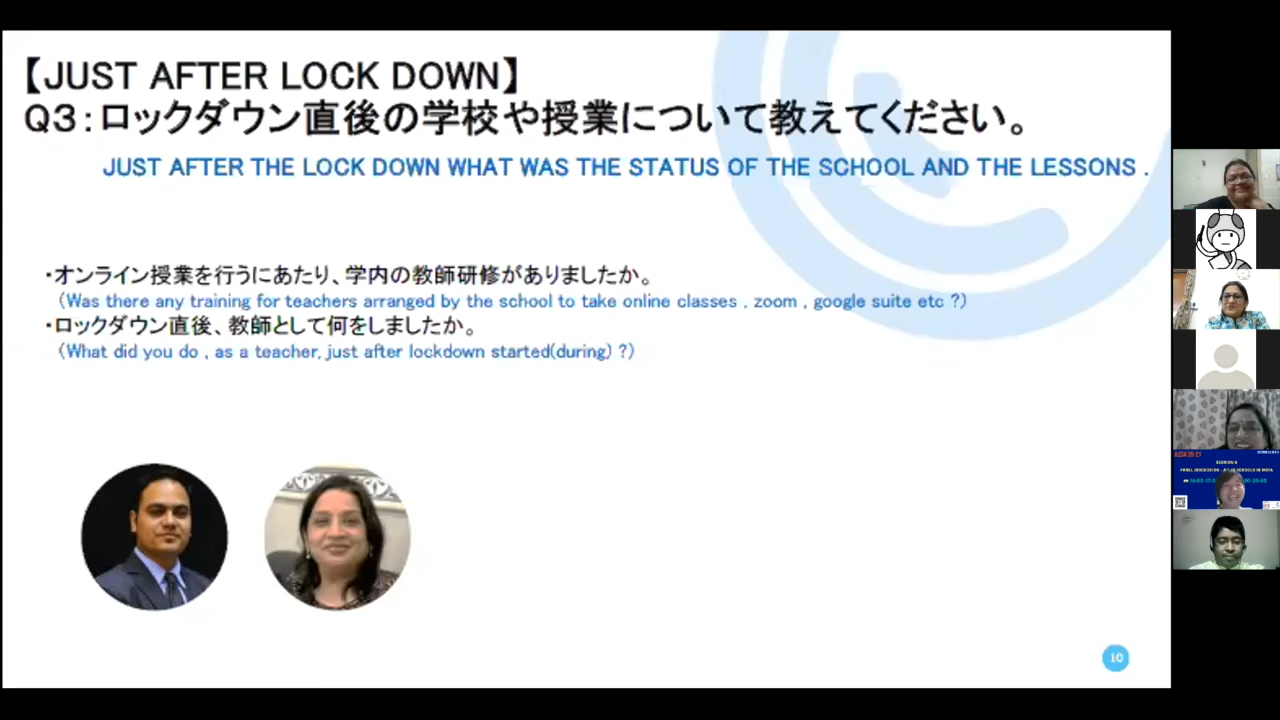 【JUST AFTER LOCK DOWN】
Q3:ロックダウン直後の学校や授業について教えてください。
JUST AFTER THE LOCK DOWN WHAT WAS THE STATUS OF THE SCHOOL AND THE LESSONS .
・オンライン授業を行うにあたり、学内の教師研修がありましたか。
(Was there any training for teachers arranged by the school to take online classes , zoom , google suite etc ?)
・ロックダウン直後、教師として何をしましたか。
(What did you do , as a teacher, just after lockdown started(during) ?)
10
PANEL DISCUSSION
SCHOOLS IN INDIA